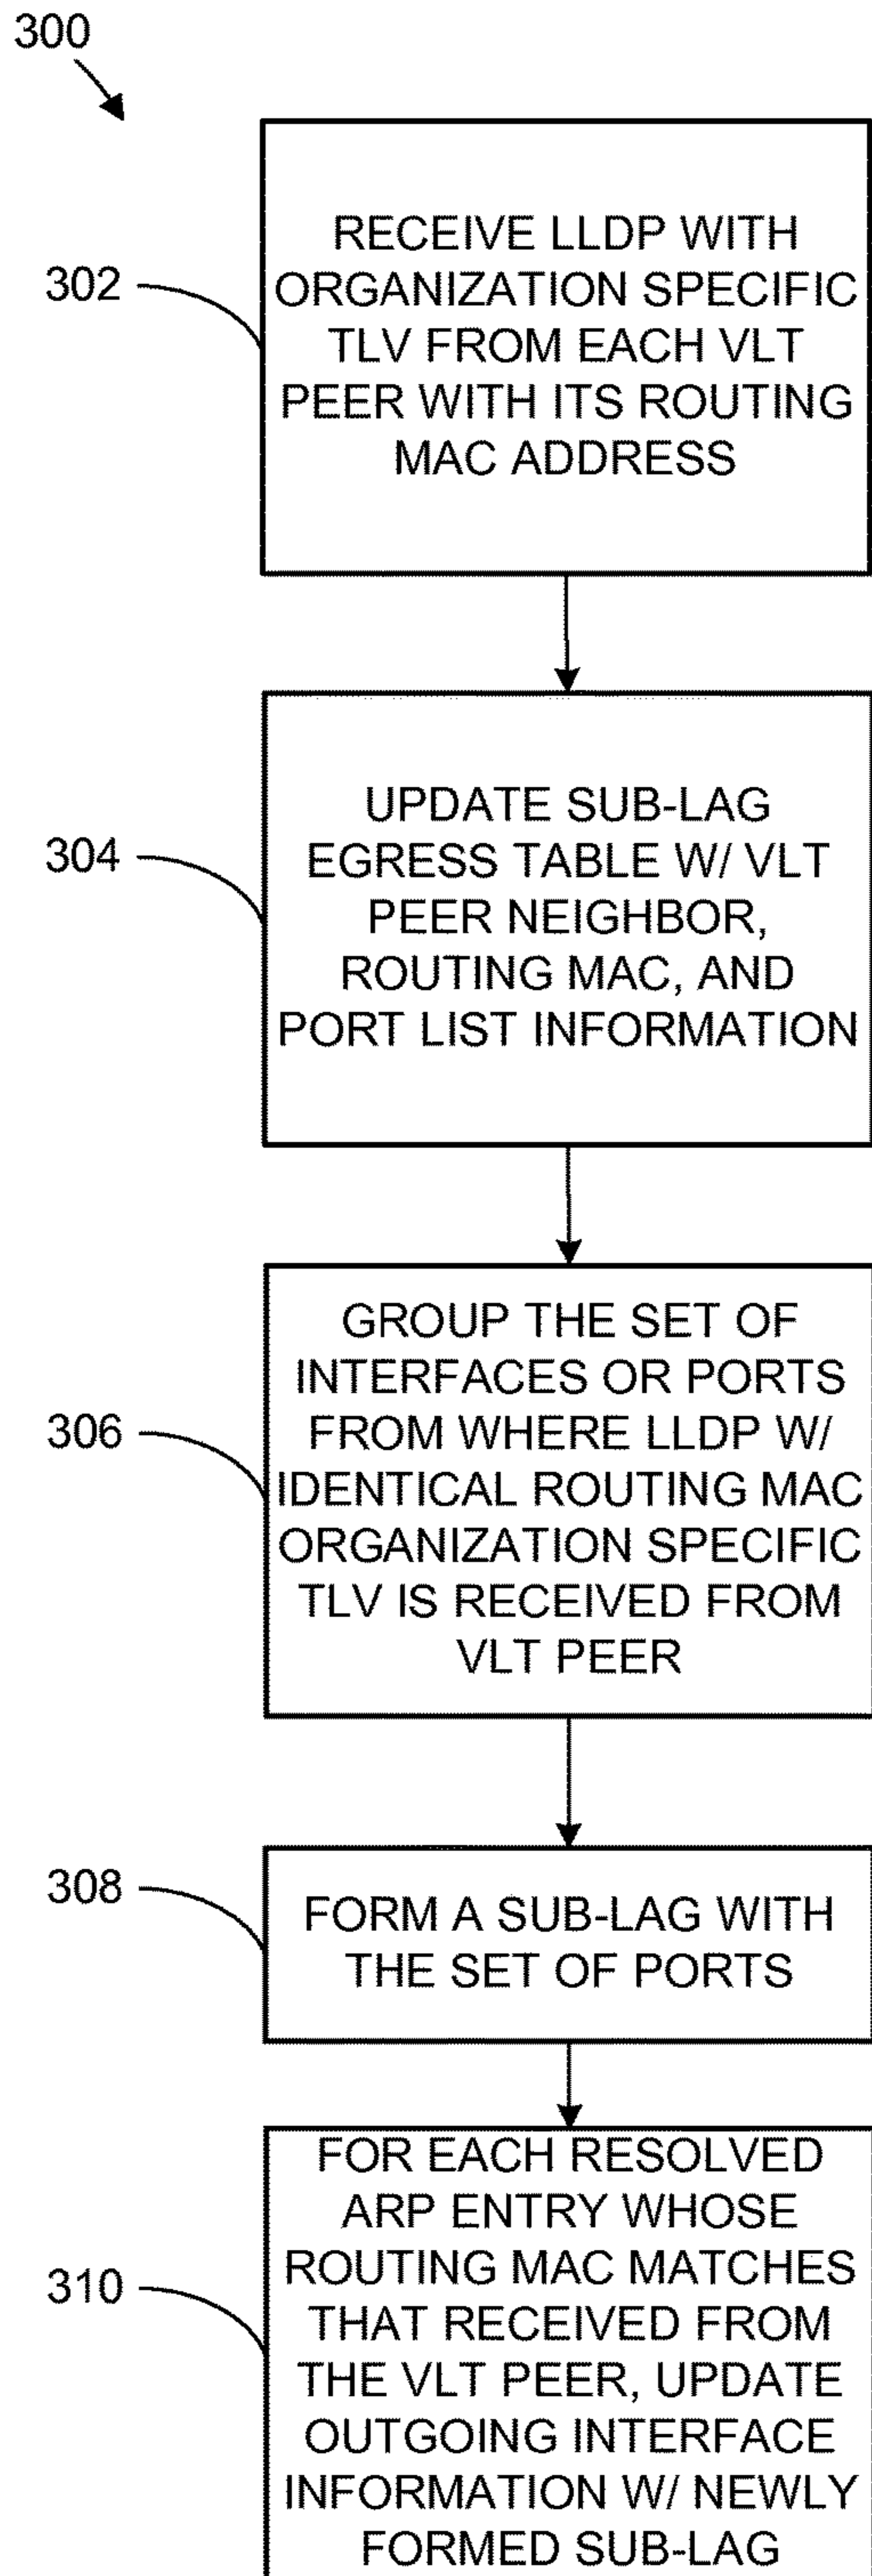 300
302
RECEIVE LLDP WITH
ORGANIZATION SPECIFIC
TLV FROM EACH VLT
PEER WITH ITS ROUTING
MAC ADDRESS
304
UPDATE SUB-LAG
EGRESS TABLE W/ VLT
PEER NEIGHBOR,
ROUTING MAC, AND
PORT LIST INFORMATION
306
GROUP THE SET OF
INTERFACES OR PORTS
FROM WHERE LLDP W/
IDENTICAL ROUTING MAC
ORGANIZATION SPECIFIC
TLV IS RECEIVED FROM
VLT PEER
308
FORM A SUB-LAG WITH
THE SET OF PORTS
310
FOR EACH RESOLVED
ARP ENTRY WHOSE
ROUTING MAC MATCHES
THAT RECEIVED FROM
THE VLT PEER, UPDATE
OUTGOING INTERFACE
INFORMATION W/ NEWLY
FORMED SUB-LAG